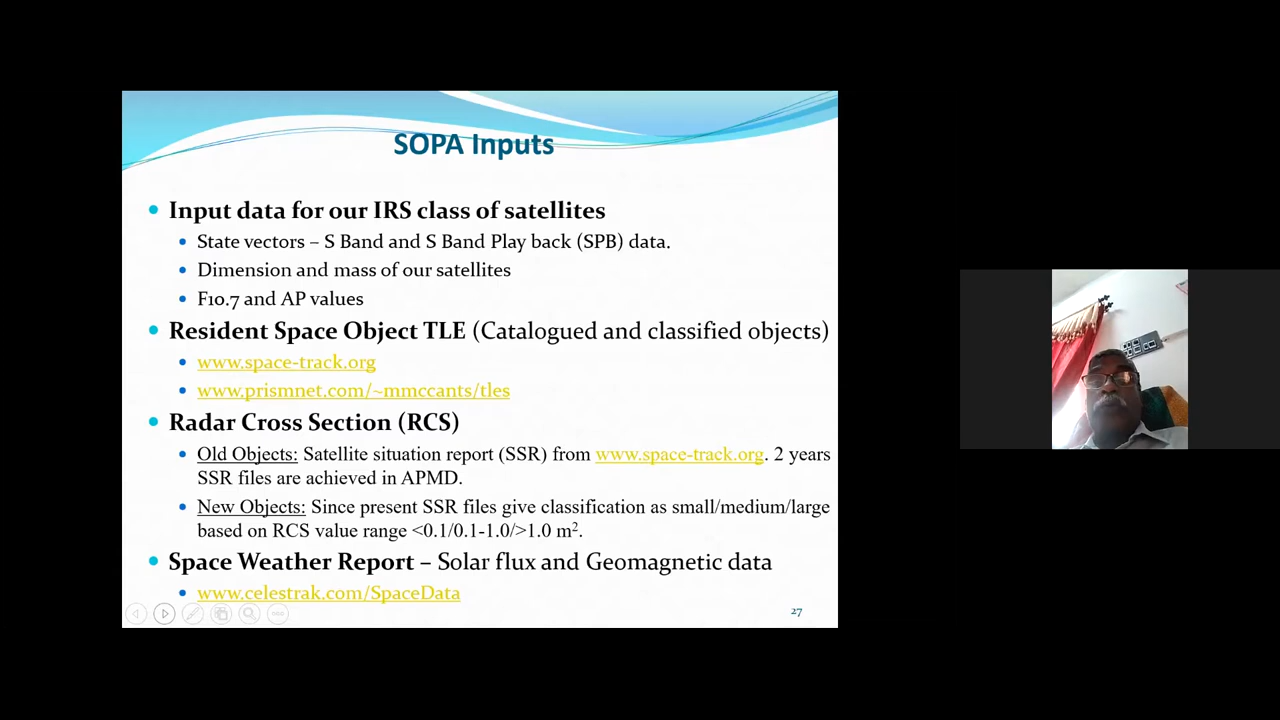 SOPA Inputs
Input data for our IRS class of satellites
State vectors – S Band and S Band Play back (SPB) data.
Dimension and mass of our satellites
F10.7 and AP values
Resident Space Object TLE (Catalogued and classified objects)
www.space-track.org
www.prismnet.com/~mmccants/tles
Radar Cross Section (RCS)
Old Objects: Satellite situation report (SSR) from www.space-track.org. 2 years
SSR files are achieved in APMD.
New Objects: Since present SSR files give classification as small/medium/large
based on RCS value range <0.1/0.1-1.0/>1.0 m².
Space Weather Report – Solar flux and Geomagnetic data
www.celestrak.com/SpaceData
27